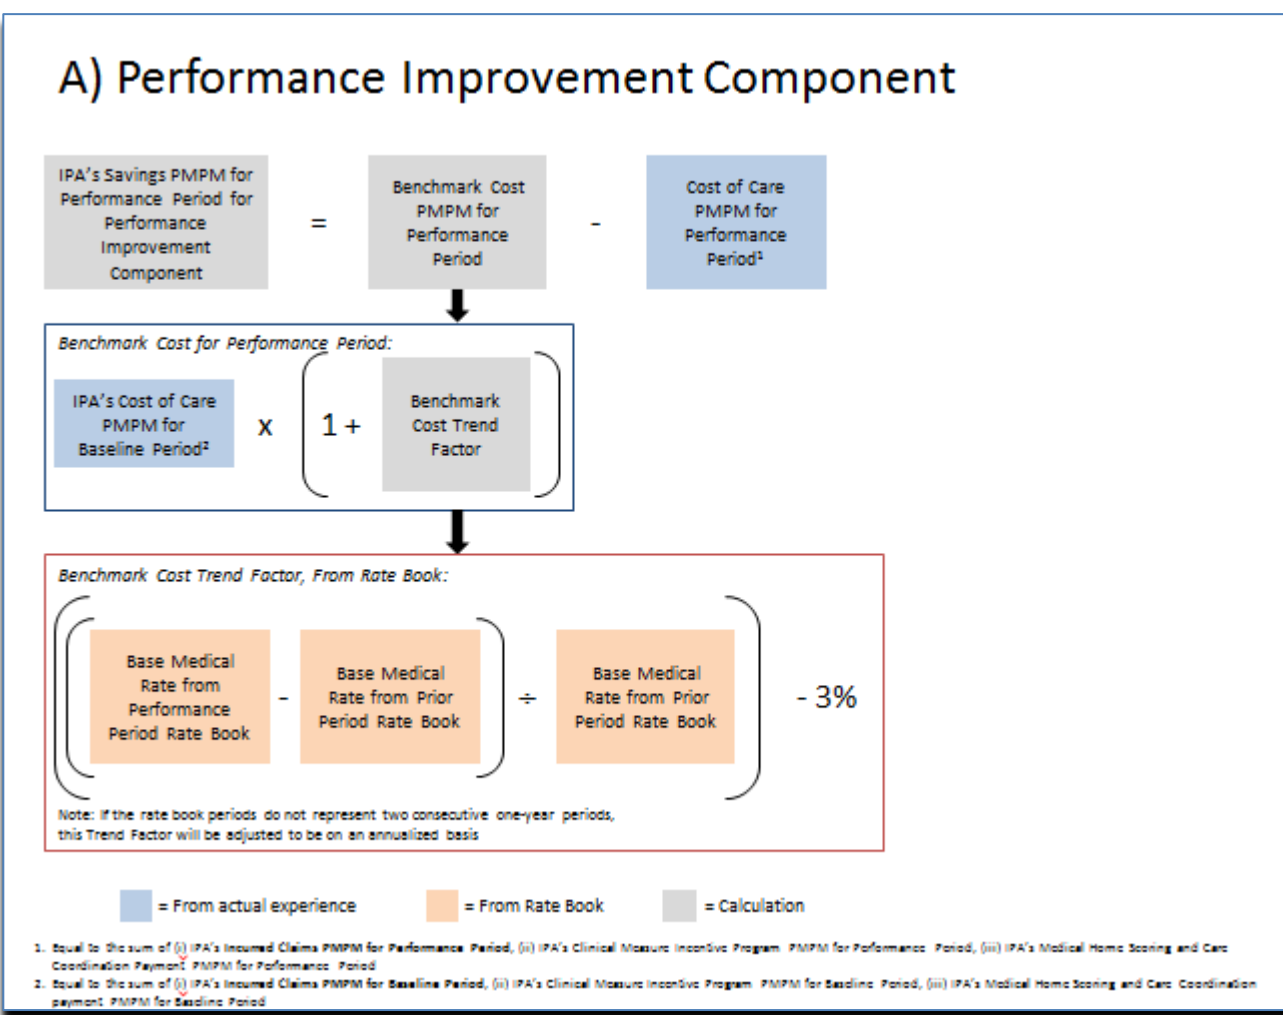 A) Performance Improvement Component
IPA's Savings PMPM for
Performance Period for
Performance
Improvement
Component
=
Benchmark Cost
PMPM for
Performance
Period
-
Cost of Care
PMPM for
Performance
Period¹
Benchmark Cost for Performance Period:
IPA's Cost of Care
PMPM for
Baseline Period²
x
1 +
Benchmark
Cost Trend
Factor
Benchmark Cost Trend Factor, From Rate Book:
Base Medical
Rate from
Performance
Period Rate Book
-
Base Medical
Rate from Prior
Period Rate Book
÷
Base Medical
Rate from Prior
Period Rate Book
- 3%
Note: If the rate book periods do not represent two consecutive one-year periods,
this Trend Factor will be adjusted to be on an annualized basis
= From actual experience
= From Rate Book
= Calculation
1. Equal to the sum of (i) IPA's Incurred Claims PMPM for Performance Period, (ii) IPA's Clinical Measure Incentive Program PMPM for Performance Period, (iii) IPA's Medical Home Scoring and Care
Coordination Payment PMPM for Performance Period
2. Equal to the sum of (i) IPA's Incurred Claims PMPM for Baseline Period, (ii) IPA's Clinical Measure Incentive Program PMPM for Baseline Period, (iii) IPA's Medical Home Scoring and Care Coordination
payment PMPM for Baseline Period